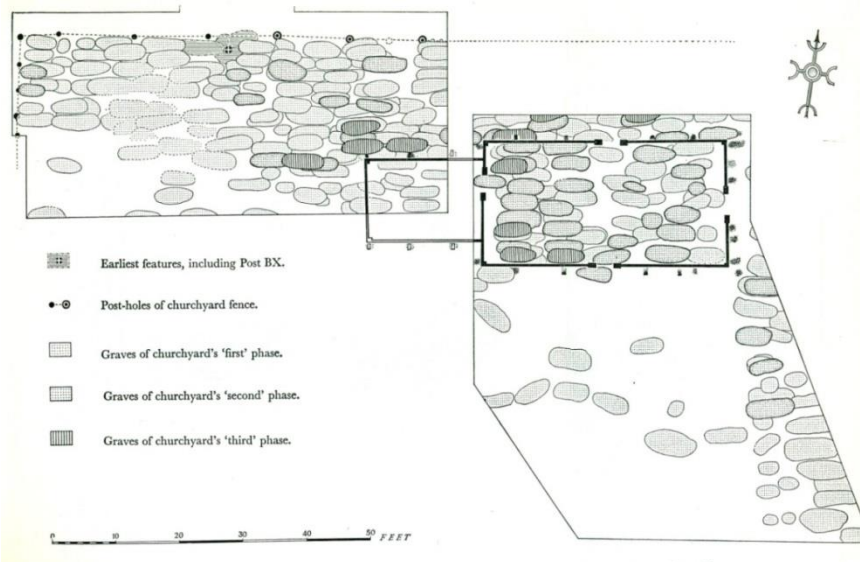 Earliest features, including Post BX.
Post-holes of churchyard fence.
Graves of churchyard's 'first' phase.
Graves of churchyard's 'second' phase.
Graves of churchyard's 'third' phase.
0 10 20 30 40 50 FEET